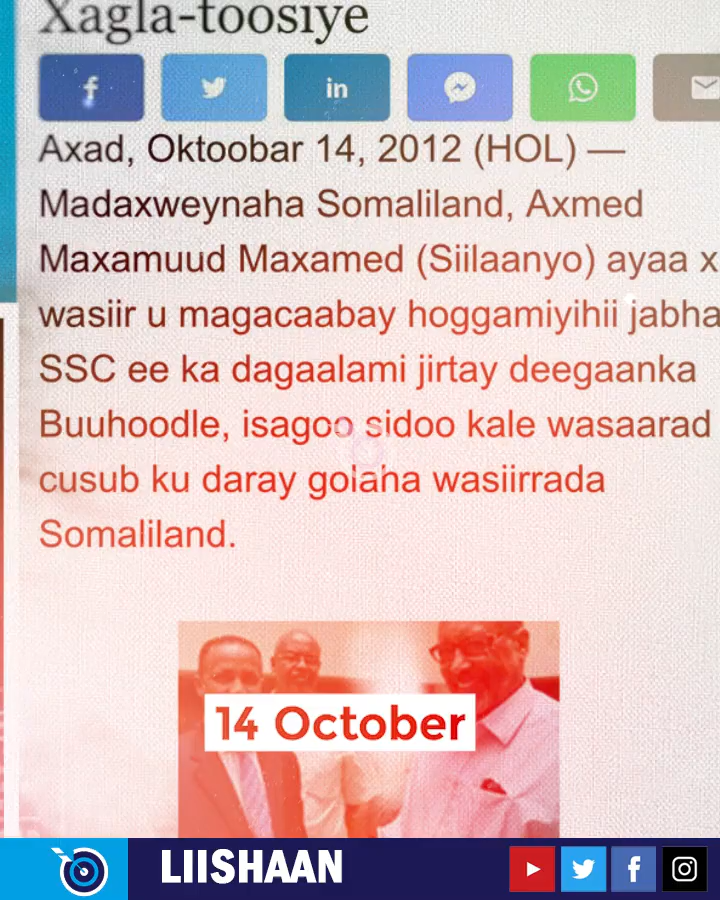 Xagla-toosiye
Axad, Oktoobar 14, 2012 (HOL) —
Madaxweynaha Somaliland, Axmed
Maxamuud Maxamed (Siilaanyo) ayaa x
wasiir u magacaabay hoggamiyihii jabha
SSC ee ka dagaalami jirtay deegaanka
Buuhoodle, isagoo sidoo kale wasaarad
cusub ku daray golaha wasiirrada
Somaliland.
14 October
LIISHAAN